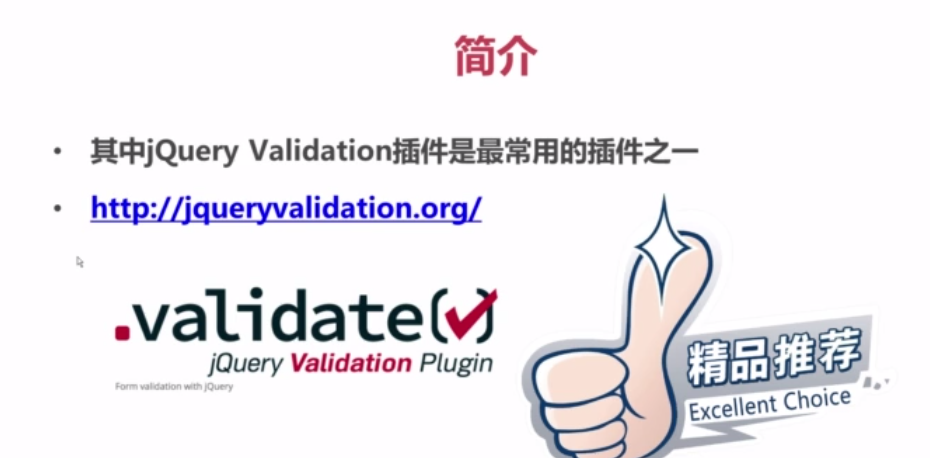 简介
• 其中jQuery Validation插件是最常用的插件之一
• http://jqueryvalidation.org/
.validate(✓)
jQuery Validation Plugin
Form validation with jQuery
精品推荐
Excellent Choice